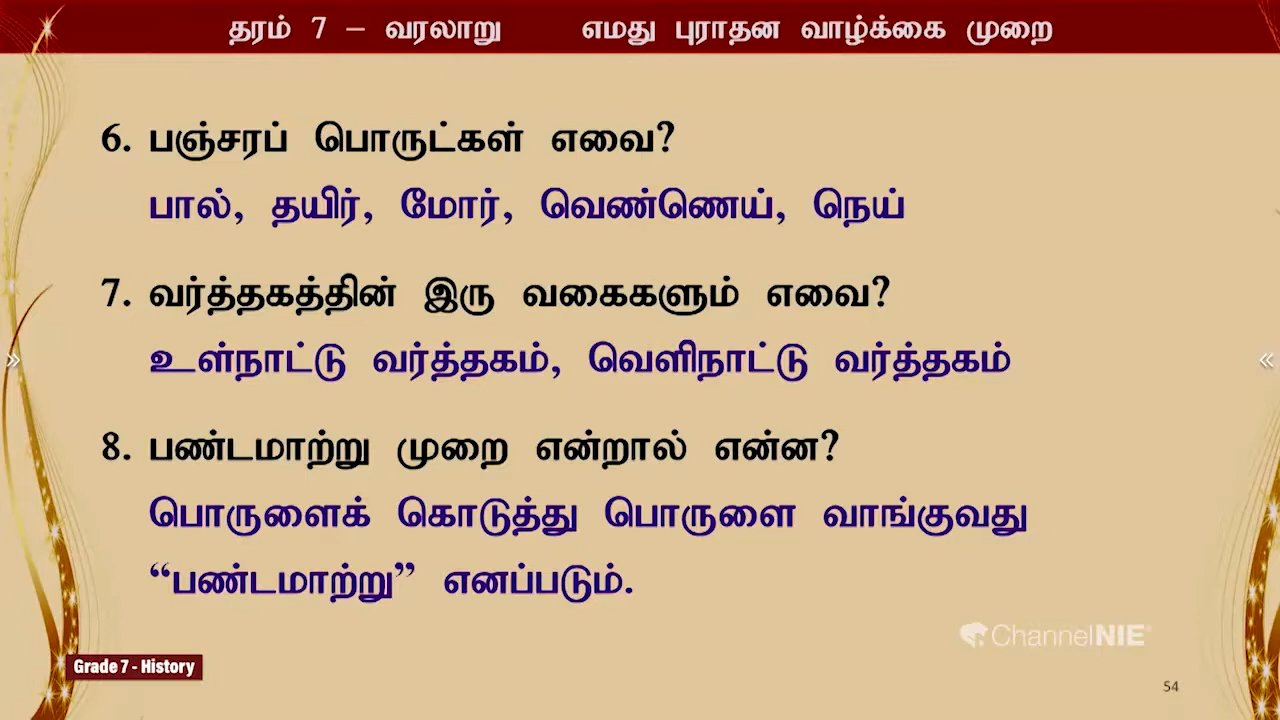 தரம் 7 – வரலாறு எமது புராதன வாழ்க்கை முறை
6. பஞ்சரப் பொருட்கள் எவை?
பால், தயிர், மோர், வெண்ணெய், நெய்
7. வர்த்தகத்தின் இரு வகைகளும் எவை?
உள்நாட்டு வர்த்தகம், வெளிநாட்டு வர்த்தகம்
8. பண்டமாற்று முறை என்றால் என்ன?
பொருளைக் கொடுத்து பொருளை வாங்குவது
“பண்டமாற்று” எனப்படும்.
ChannelNIE
Grade 7 - History
54